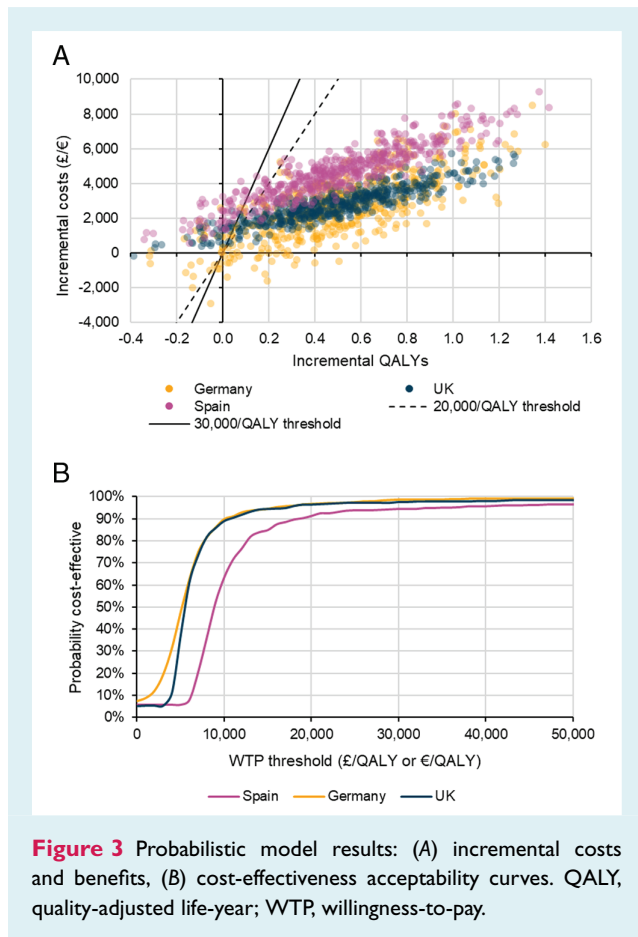 A
10,000
8,000
6,000
4,000
2,000
0
-2,000
-4,000
Incremental costs (£/€)
-0.4 -0.2 0.0 0.2 0.4 0.6 0.8 1.0 1.2 1.4 1.6
Incremental QALYs
Germany UK
Spain 20,000/QALY threshold
30,000/QALY threshold
B
100%
90%
80%
70%
60%
50%
40%
30%
20%
10%
0%
Probability cost-effective
0 10,000 20,000 30,000 40,000 50,000
WTP threshold (£/QALY or €/QALY)
Spain Germany UK
Figure 3 Probabilistic model results: (A) incremental costs
and benefits, (B) cost-effectiveness acceptability curves. QALY,
quality-adjusted life-year; WTP, willingness-to-pay.